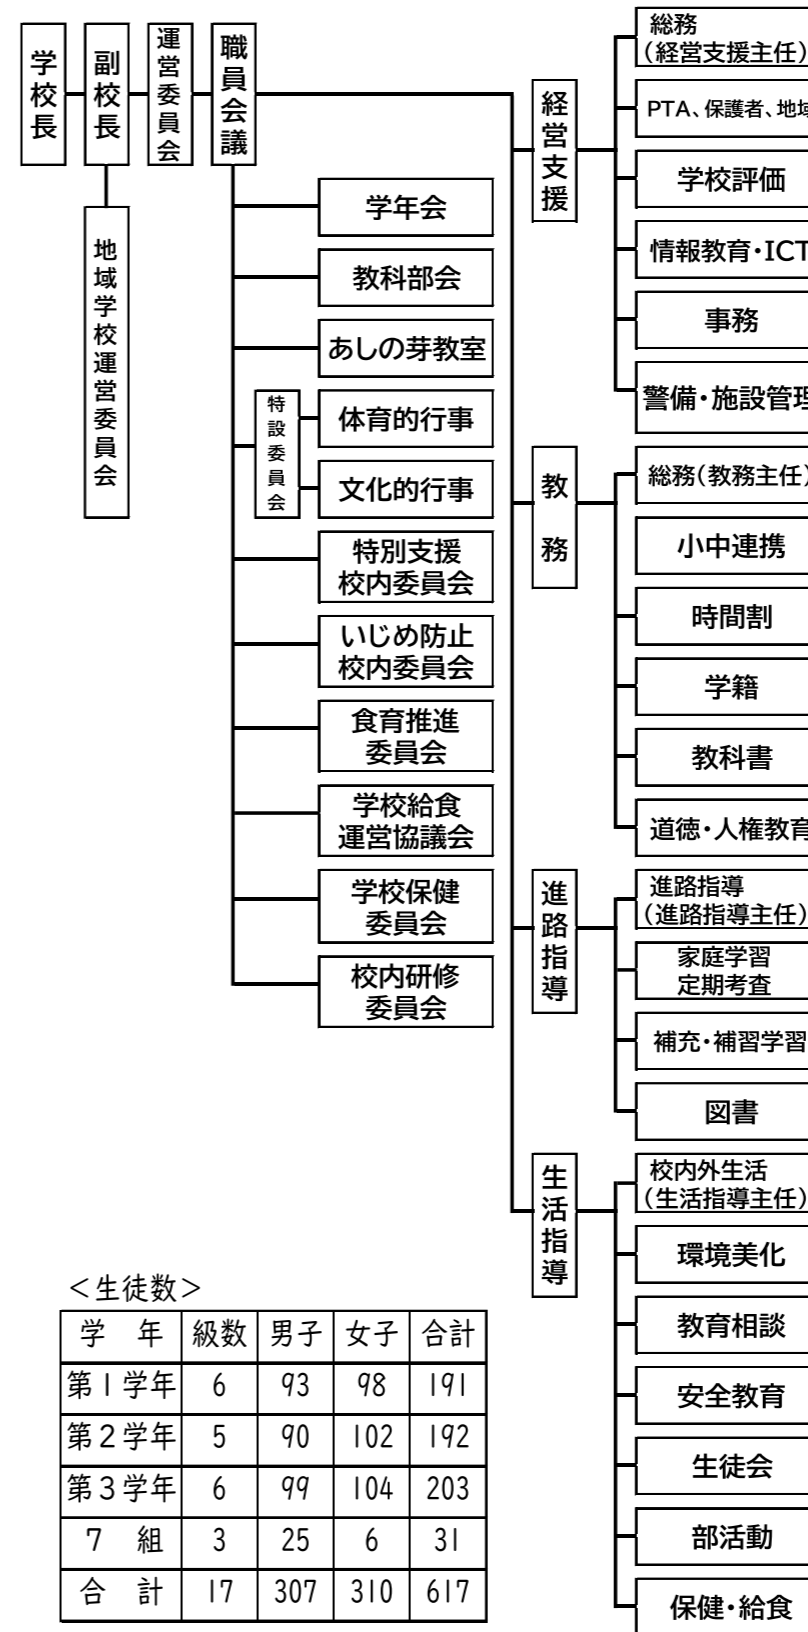 学校長
副校長
運営委員会
職員会議
地域学校運営委員会
学年会
教科部会
あしの芽教室
特設委員会
体育的行事
文化的行事
特別支援
校内委員会
いじめ防止
校内委員会
食育推進
委員会
学校給食
運営協議会
学校保健
委員会
校内研修
委員会
経営支援
総務
(経営支援主任)
PTA、保護者、地域
学校評価
情報教育・ICT
事務
警備・施設管理
教務
総務(教務主任)
小中連携
時間割
学籍
教科書
道徳・人権教育
進路指導
進路指導
(進路指導主任)
家庭学習
定期考査
補充・補習学習
図書
生活指導
校内外生活
(生活指導主任)
環境美化
教育相談
安全教育
生徒会
部活動
保健・給食
<生徒数>
学 年 級数 男子 女子 合計
第1学年 6 93 98 191
第2学年 5 90 102 192
第3学年 6 99 104 203
7 組 3 25 6 31
合 計 17 307 310 617